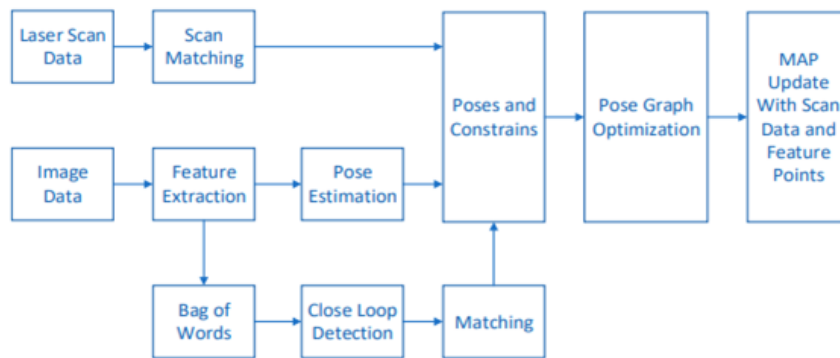 Laser Scan
Data
Scan
Matching
Poses and
Constrains
Pose Graph
Optimization
MAP
Update
With Scan
Data and
Feature
Points
Image
Data
Feature
Extraction
Pose
Estimation
Bag of
Words
Close Loop
Detection
Matching